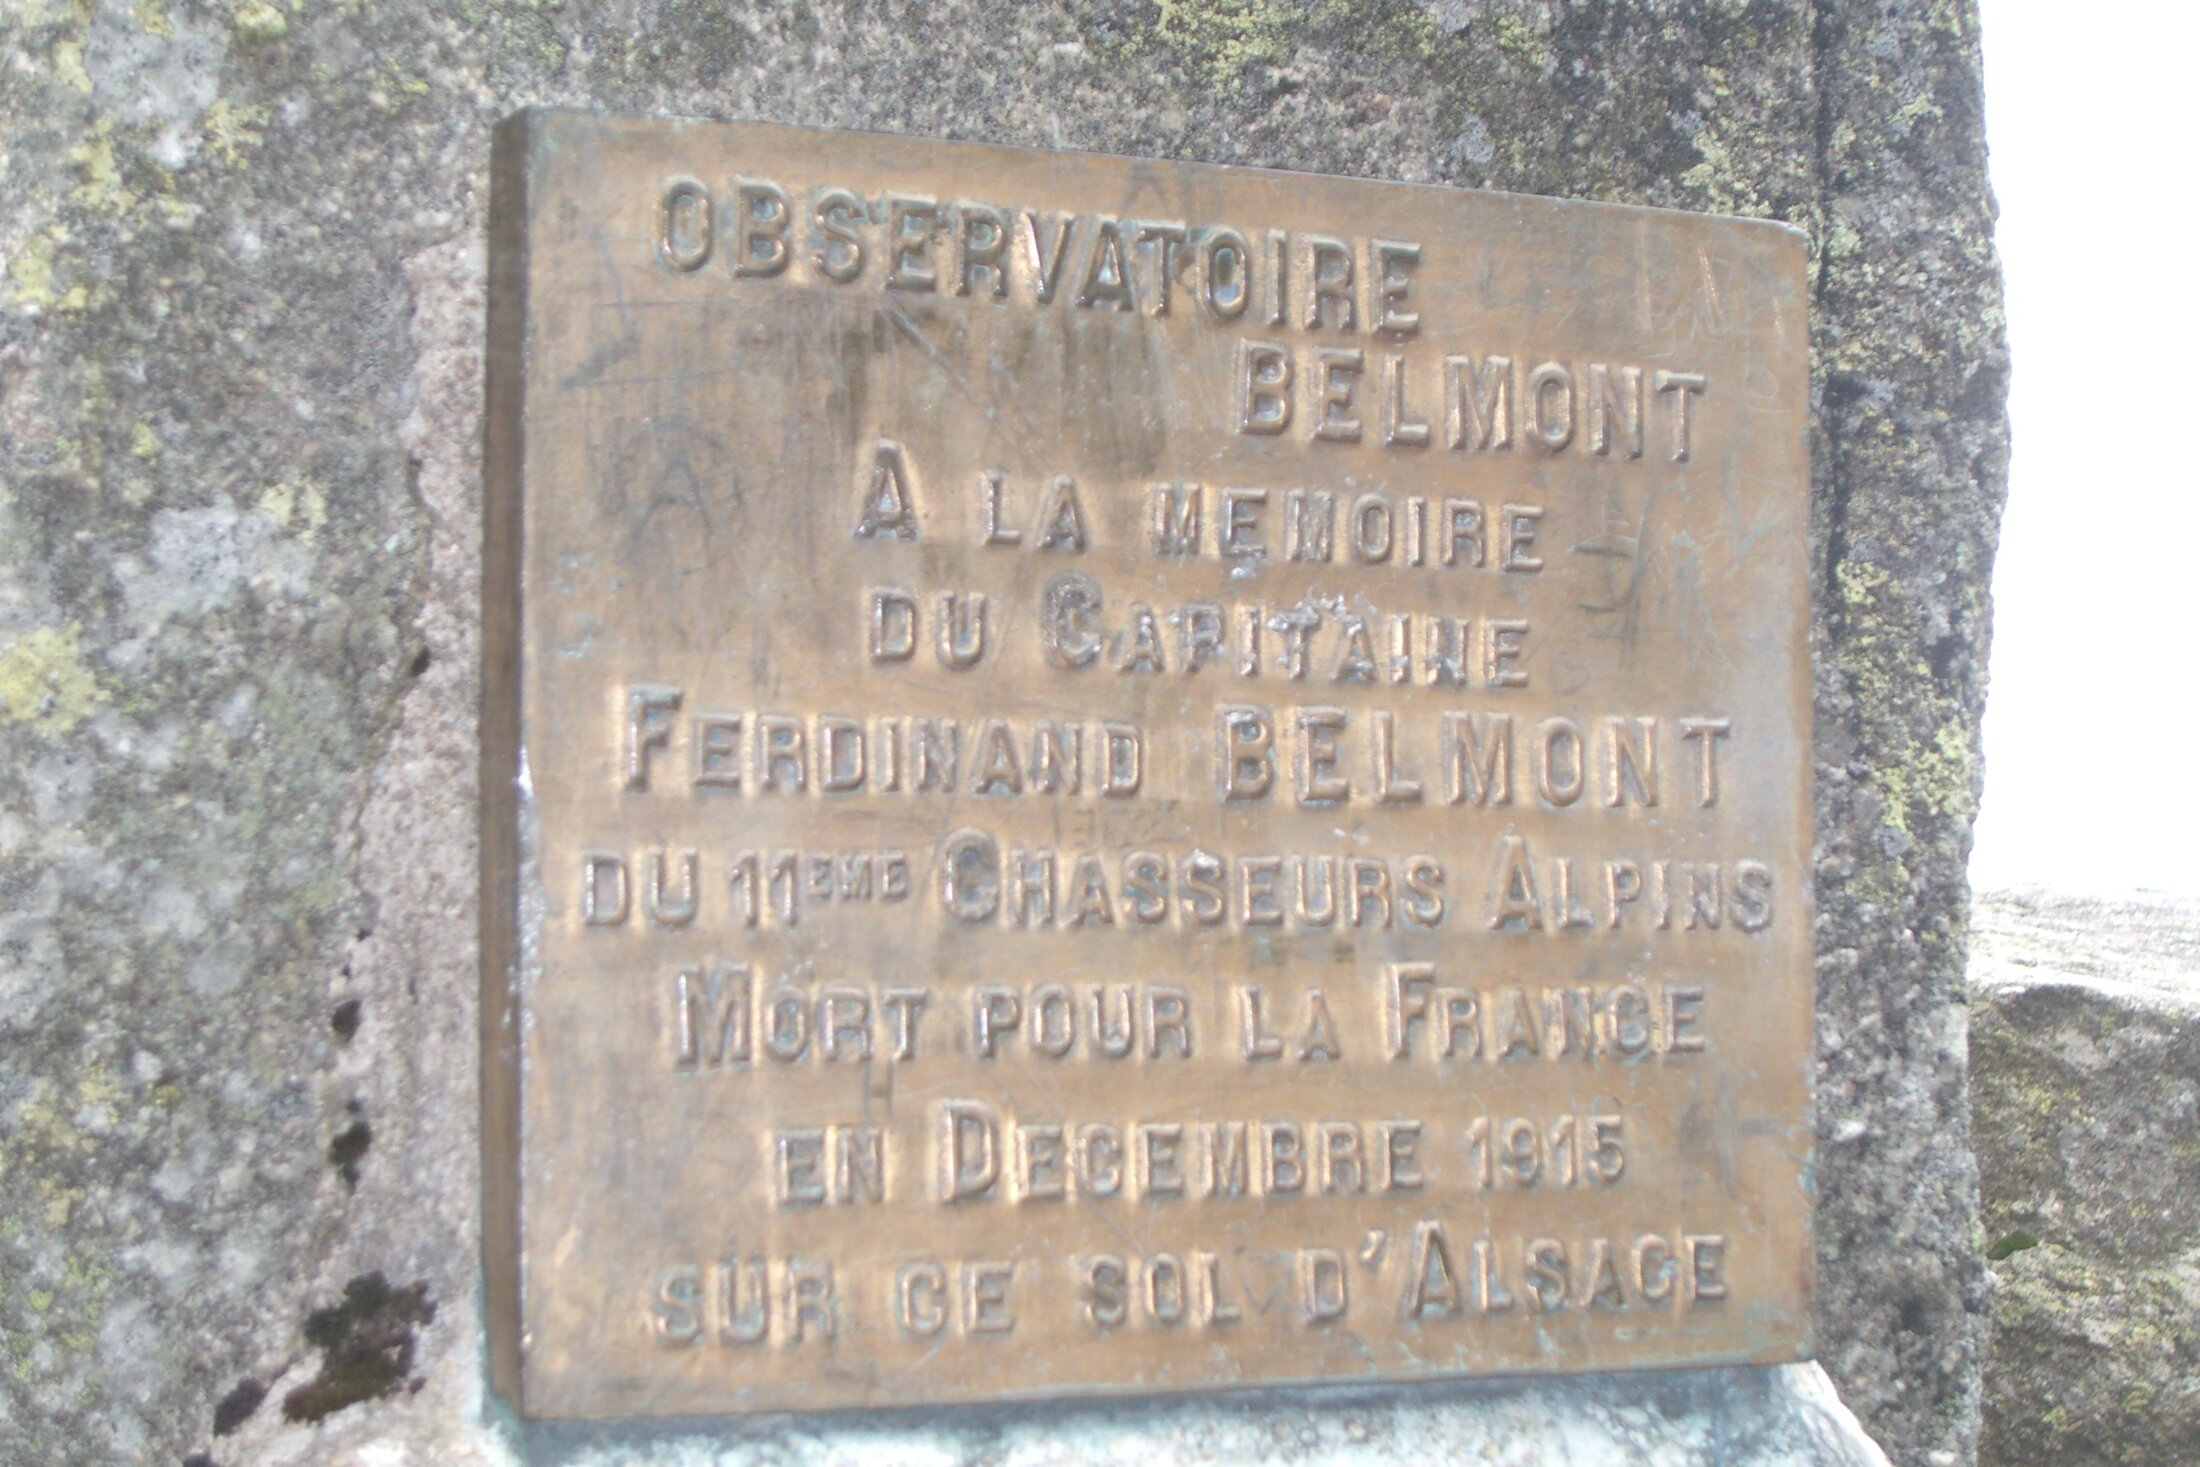 OBSERVATOIRE
BELMONT
A LA MEMOIRE
DU CAPITAINE
FERDINAND BELMONT
DU 11EME CHASSEURS ALPINS
MORT POUR LA FRANCE
EN DECEMBRE 1915
SUR CE SOL D'ALSACE